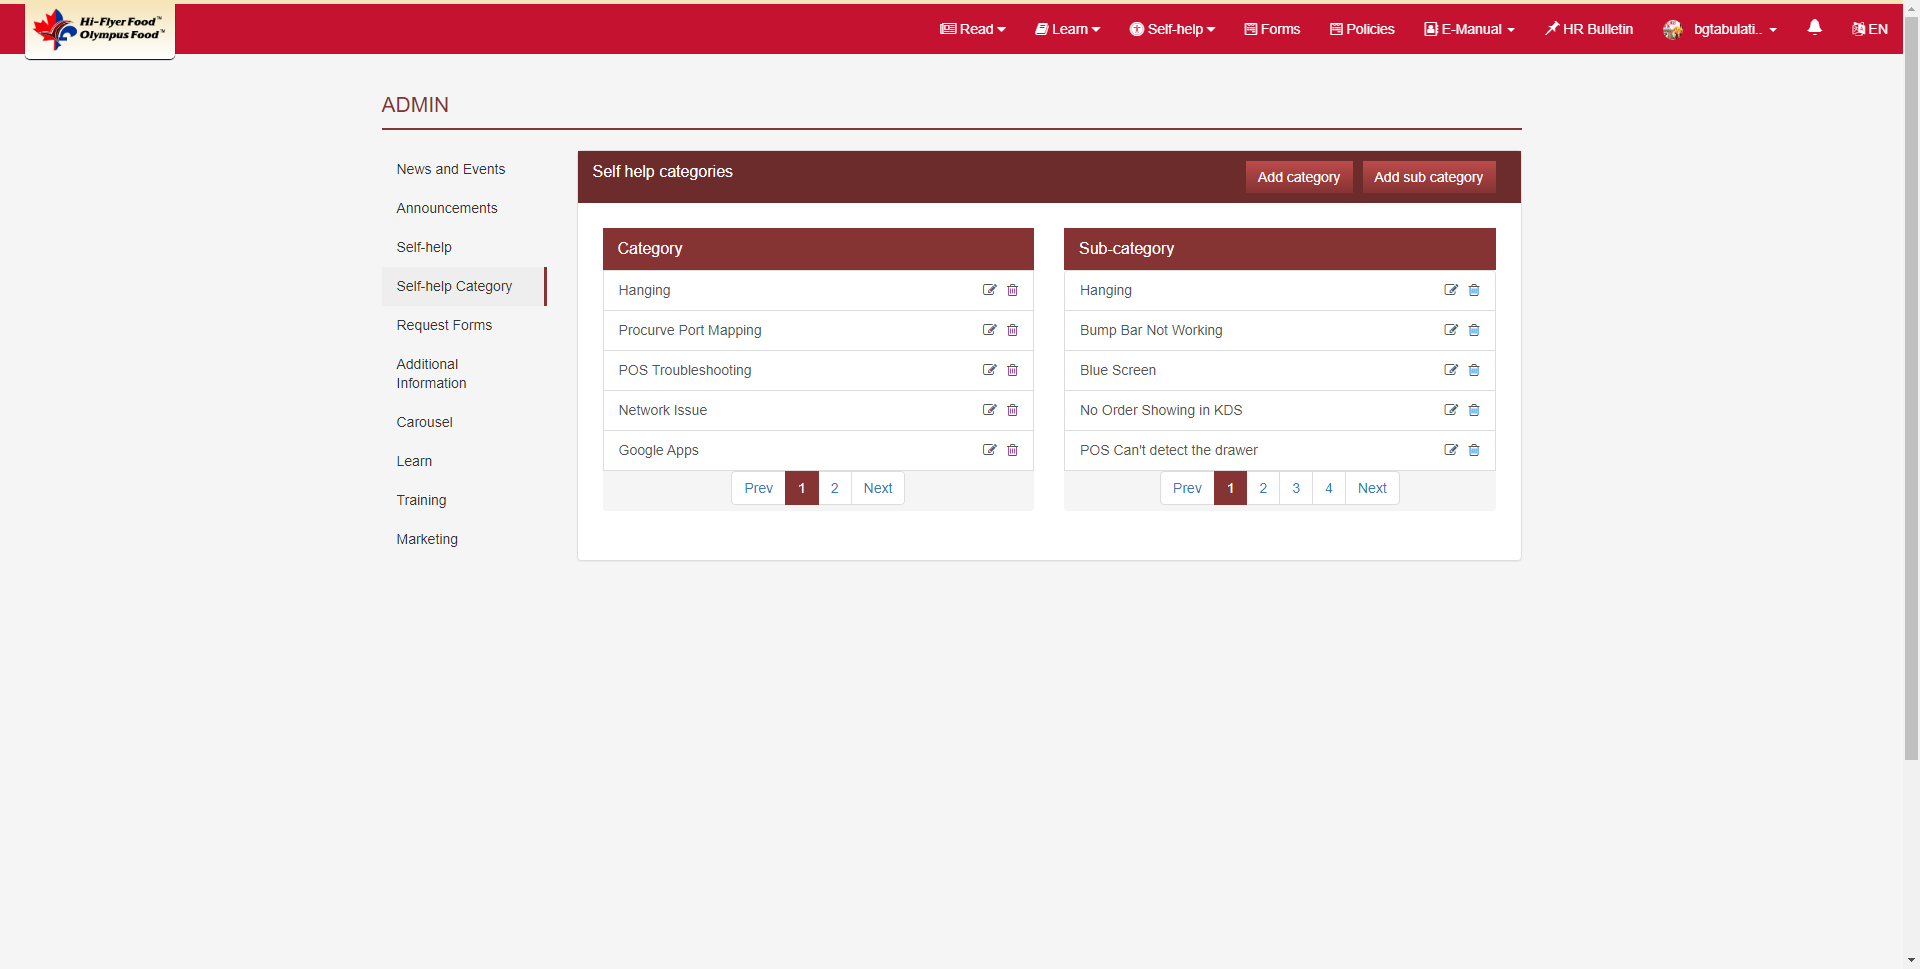 Hi-Flyer Food™
Olympus Food™
Read
Learn
Self-help
Forms
Policies
E-Manual
HR Bulletin
bgtabulati..
EN
ADMIN
News and Events
Announcements
Self-help
Self-help Category
Request Forms
Additional
Information
Carousel
Learn
Training
Marketing
Self help categories
Add category
Add sub category
Category
Hanging
Procurve Port Mapping
POS Troubleshooting
Network Issue
Google Apps
Prev 1 2 Next
Sub-category
Hanging
Bump Bar Not Working
Blue Screen
No Order Showing in KDS
POS Can't detect the drawer
Prev 1 2 3 4 Next